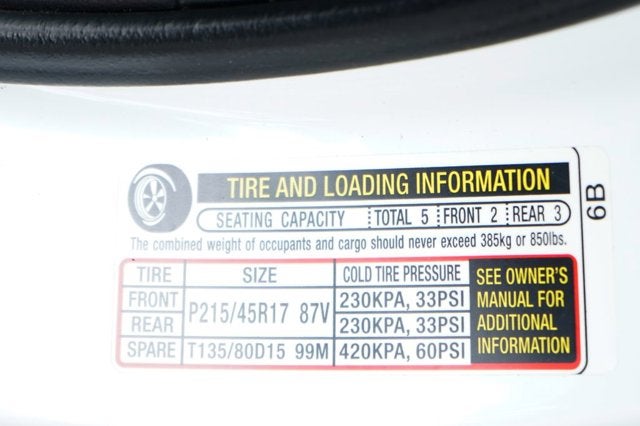 TIRE AND LOADING INFORMATION
SEATING CAPACITY TOTAL 5 FRONT 2 REAR 3
The combined weight of occupants and cargo should never exceed 385kg or 850lbs.
TIRE SIZE COLD TIRE PRESSURE
FRONT P215/45R17 87V 230KPA, 33PSI
REAR 230KPA, 33PSI
SPARE T135/80D15 99M 420KPA, 60PSI
SEE OWNER'S
MANUAL FOR
ADDITIONAL
INFORMATION
6B